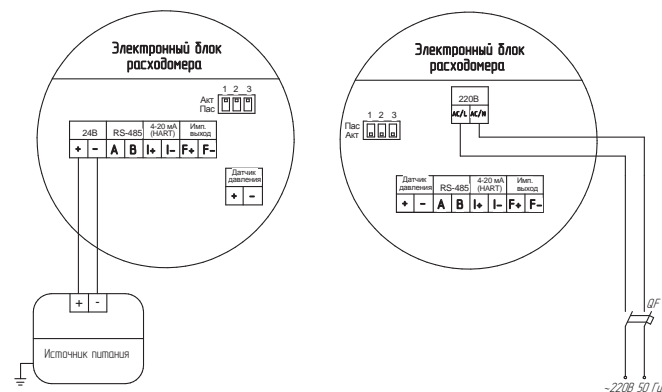 Электронный блок
расходомера
1 2 3
Акт
Пас
24В RS-485 4-20 мА (HART) Имп. выход
+ - A B I+ I- F+ F-
Датчик
давления
+ -
+ -
Источник питания
Электронный блок
расходомера
220В
AC/L AC/N
1 2 3
Пас
Акт
Датчик давления RS-485 4-20 мА (HART) Имп. выход
+ - A B I+ I- F+ F-
QF
~220В 50 Гц